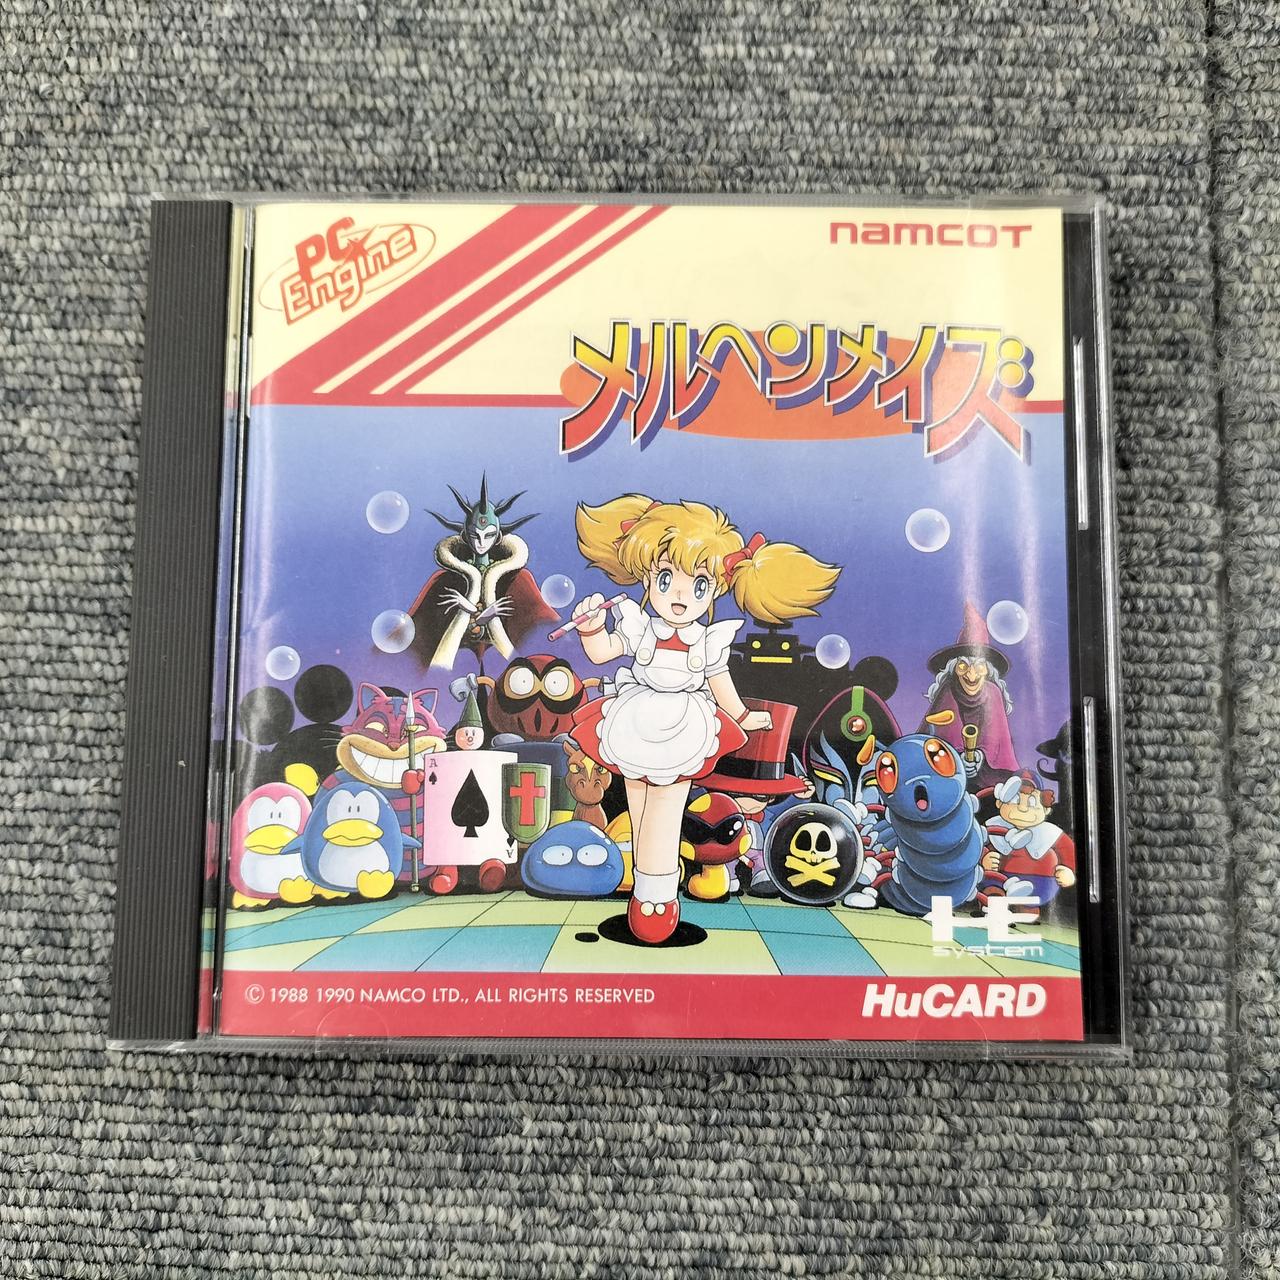 PC Engine
namcoT
メルヘンメイズ
A
A
HE
system
© 1988 1990 NAMCO LTD., ALL RIGHTS RESERVED
HuCARD